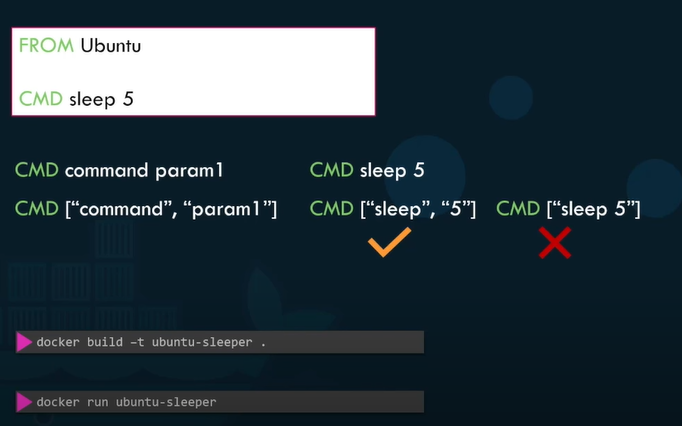 FROM Ubuntu
CMD sleep 5
CMD command param1 CMD sleep 5
CMD [“command”, “param1”] CMD [“sleep”, “5”] CMD [“sleep 5”]
docker build –t ubuntu-sleeper .
docker run ubuntu-sleeper